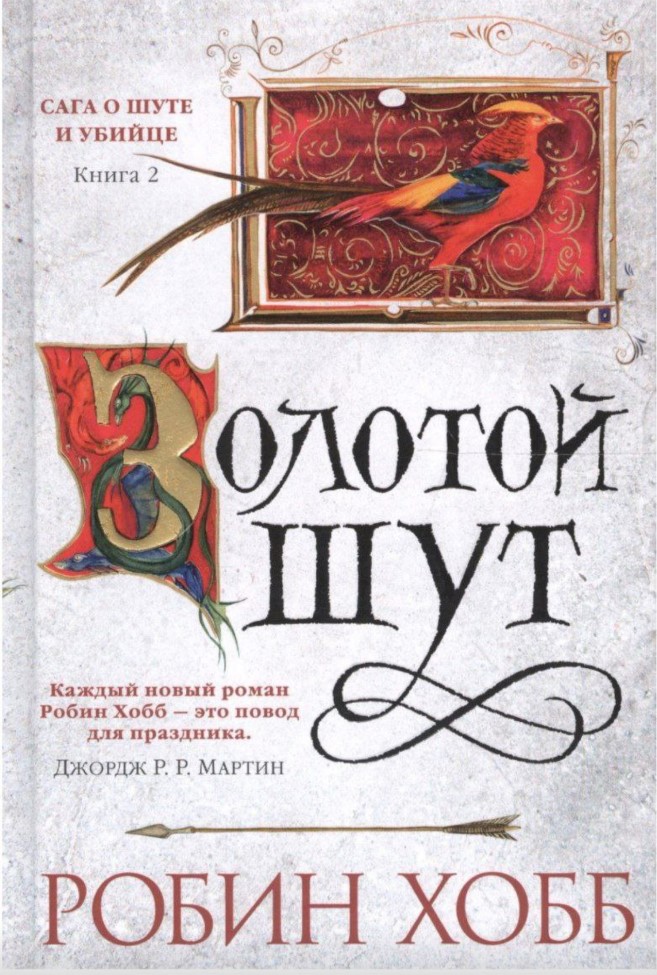 САГА О ШУТЕ
И УБИЙЦЕ
Книга 2
ЗОЛОТОЙ
ШУТ
Каждый новый роман
Робин Хобб — это повод
для праздника.
ДЖОРДЖ Р. Р. МАРТИН
РОБИН ХОББ